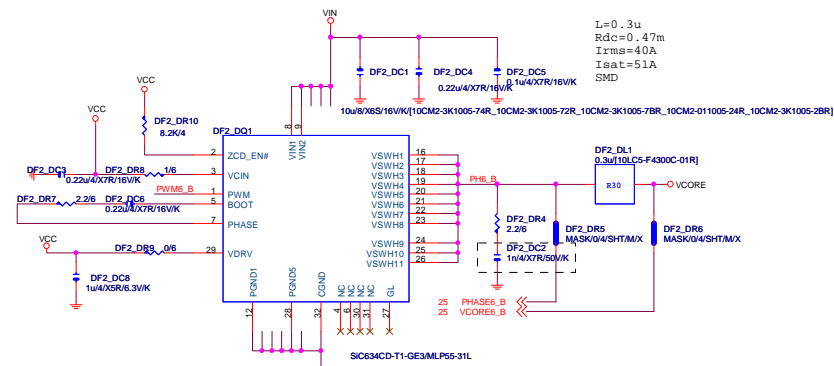 VIN
L=0.3u
Rdc=0.47m
Irms=40A
Isat=51A
SMD
DF2_DC1
DF2_DC4
0.22u/4/X7R/16V/K
DF2_DC5
0.1u/4/X7R/16V/K
10u/8/X6S/16V/K/[10CM2-3K1005-74R_10CM2-3K1005-72R_10CM2-3K1005-7BR_10CM2-011005-24R_10CM2-3K1005-2BR]
VCC
VCC
DF2_DR10
8.2K/4
DF2_DQ1
8
9
VIN1
VIN2
2
ZCD_EN#
DF2_DC3
0.22u/4/X7R/16V/K
DF2_DR8
1/6
3
VCIN
PWM6_B
1
PWM
DF2_DR7
2.2/6
DF2_DC6
0.22u/4/X7R/16V/K
5
BOOT
7
PHASE
VCC
DF2_DR9
0/6
29
VDRV
DF2_DC8
1u/4/X5R/6.3V/K
VSWH1
16
VSWH2
17
VSWH3
18
VSWH4
19
VSWH5
20
VSWH6
21
VSWH7
22
VSWH8
23
VSWH9
24
VSWH10
25
VSWH11
26
PH6_B
DF2_DL1
0.3u/[10LC5-F4300C-01R]
R30
VCORE
DF2_DR4
2.2/6
DF2_DC2
1n/4/X7R/50V/K
DF2_DR5
MASK/0/4/SHT/M/X
DF2_DR6
MASK/0/4/SHT/M/X
25 PHASE6_B
25 VCORE6_B
PGND1
PGND5
CGND
NC
NC
NC
NC
GL
12
28
32
4
6
30
31
27
SiC634CD-T1-GE3/MLP55-31L